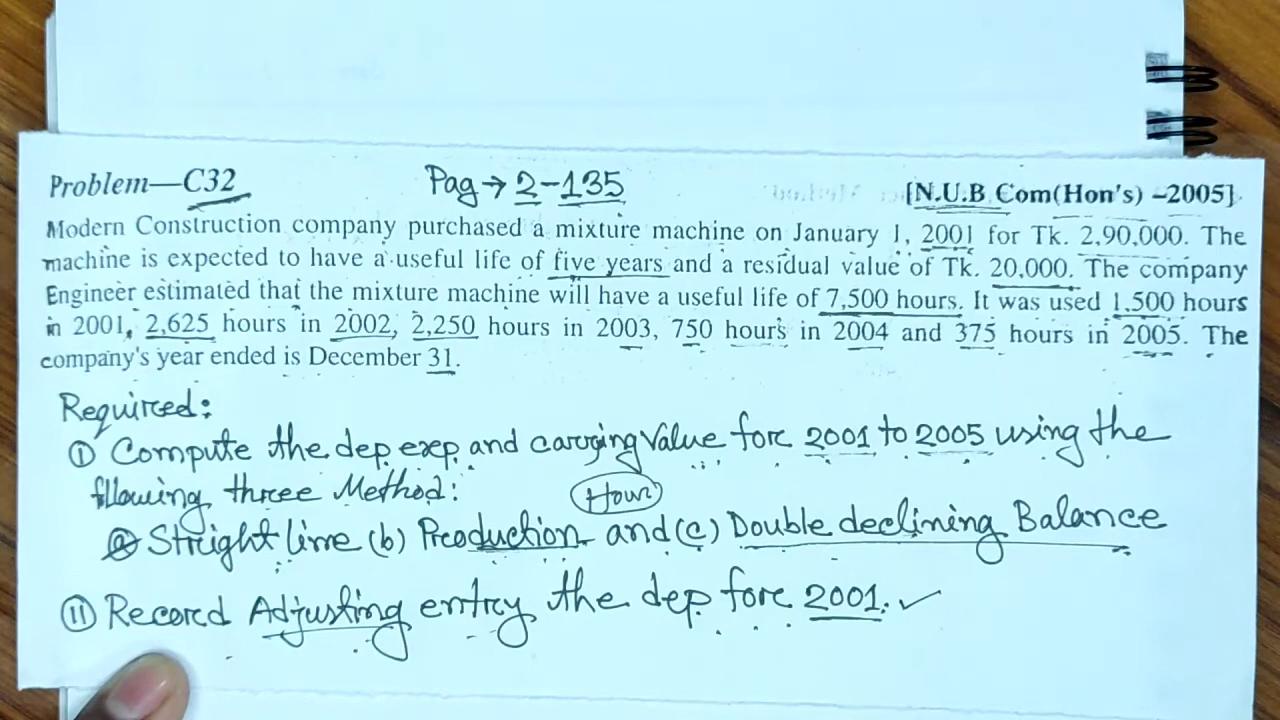 Problem—C32 Pag → 2-135 [N.U.B Com(Hon's) –2005]
Modern Construction company purchased a mixture machine on January 1, 2001 for Tk. 2,90,000. The
machine is expected to have a useful life of five years and a residual value of Tk. 20,000. The company
Engineer estimated that the mixture machine will have a useful life of 7,500 hours. It was used 1,500 hours
in 2001, 2,625 hours in 2002, 2,250 hours in 2003, 750 hours in 2004 and 375 hours in 2005. The
company's year ended is December 31.
Required:
① Compute the dep. exp. and carrying value for 2001 to 2005 using the
following three Method:
Hour
(a) Straight line (b) Production and (c) Double declining Balance
⑪ Record Adjusting entry the dep for 2001. ✓